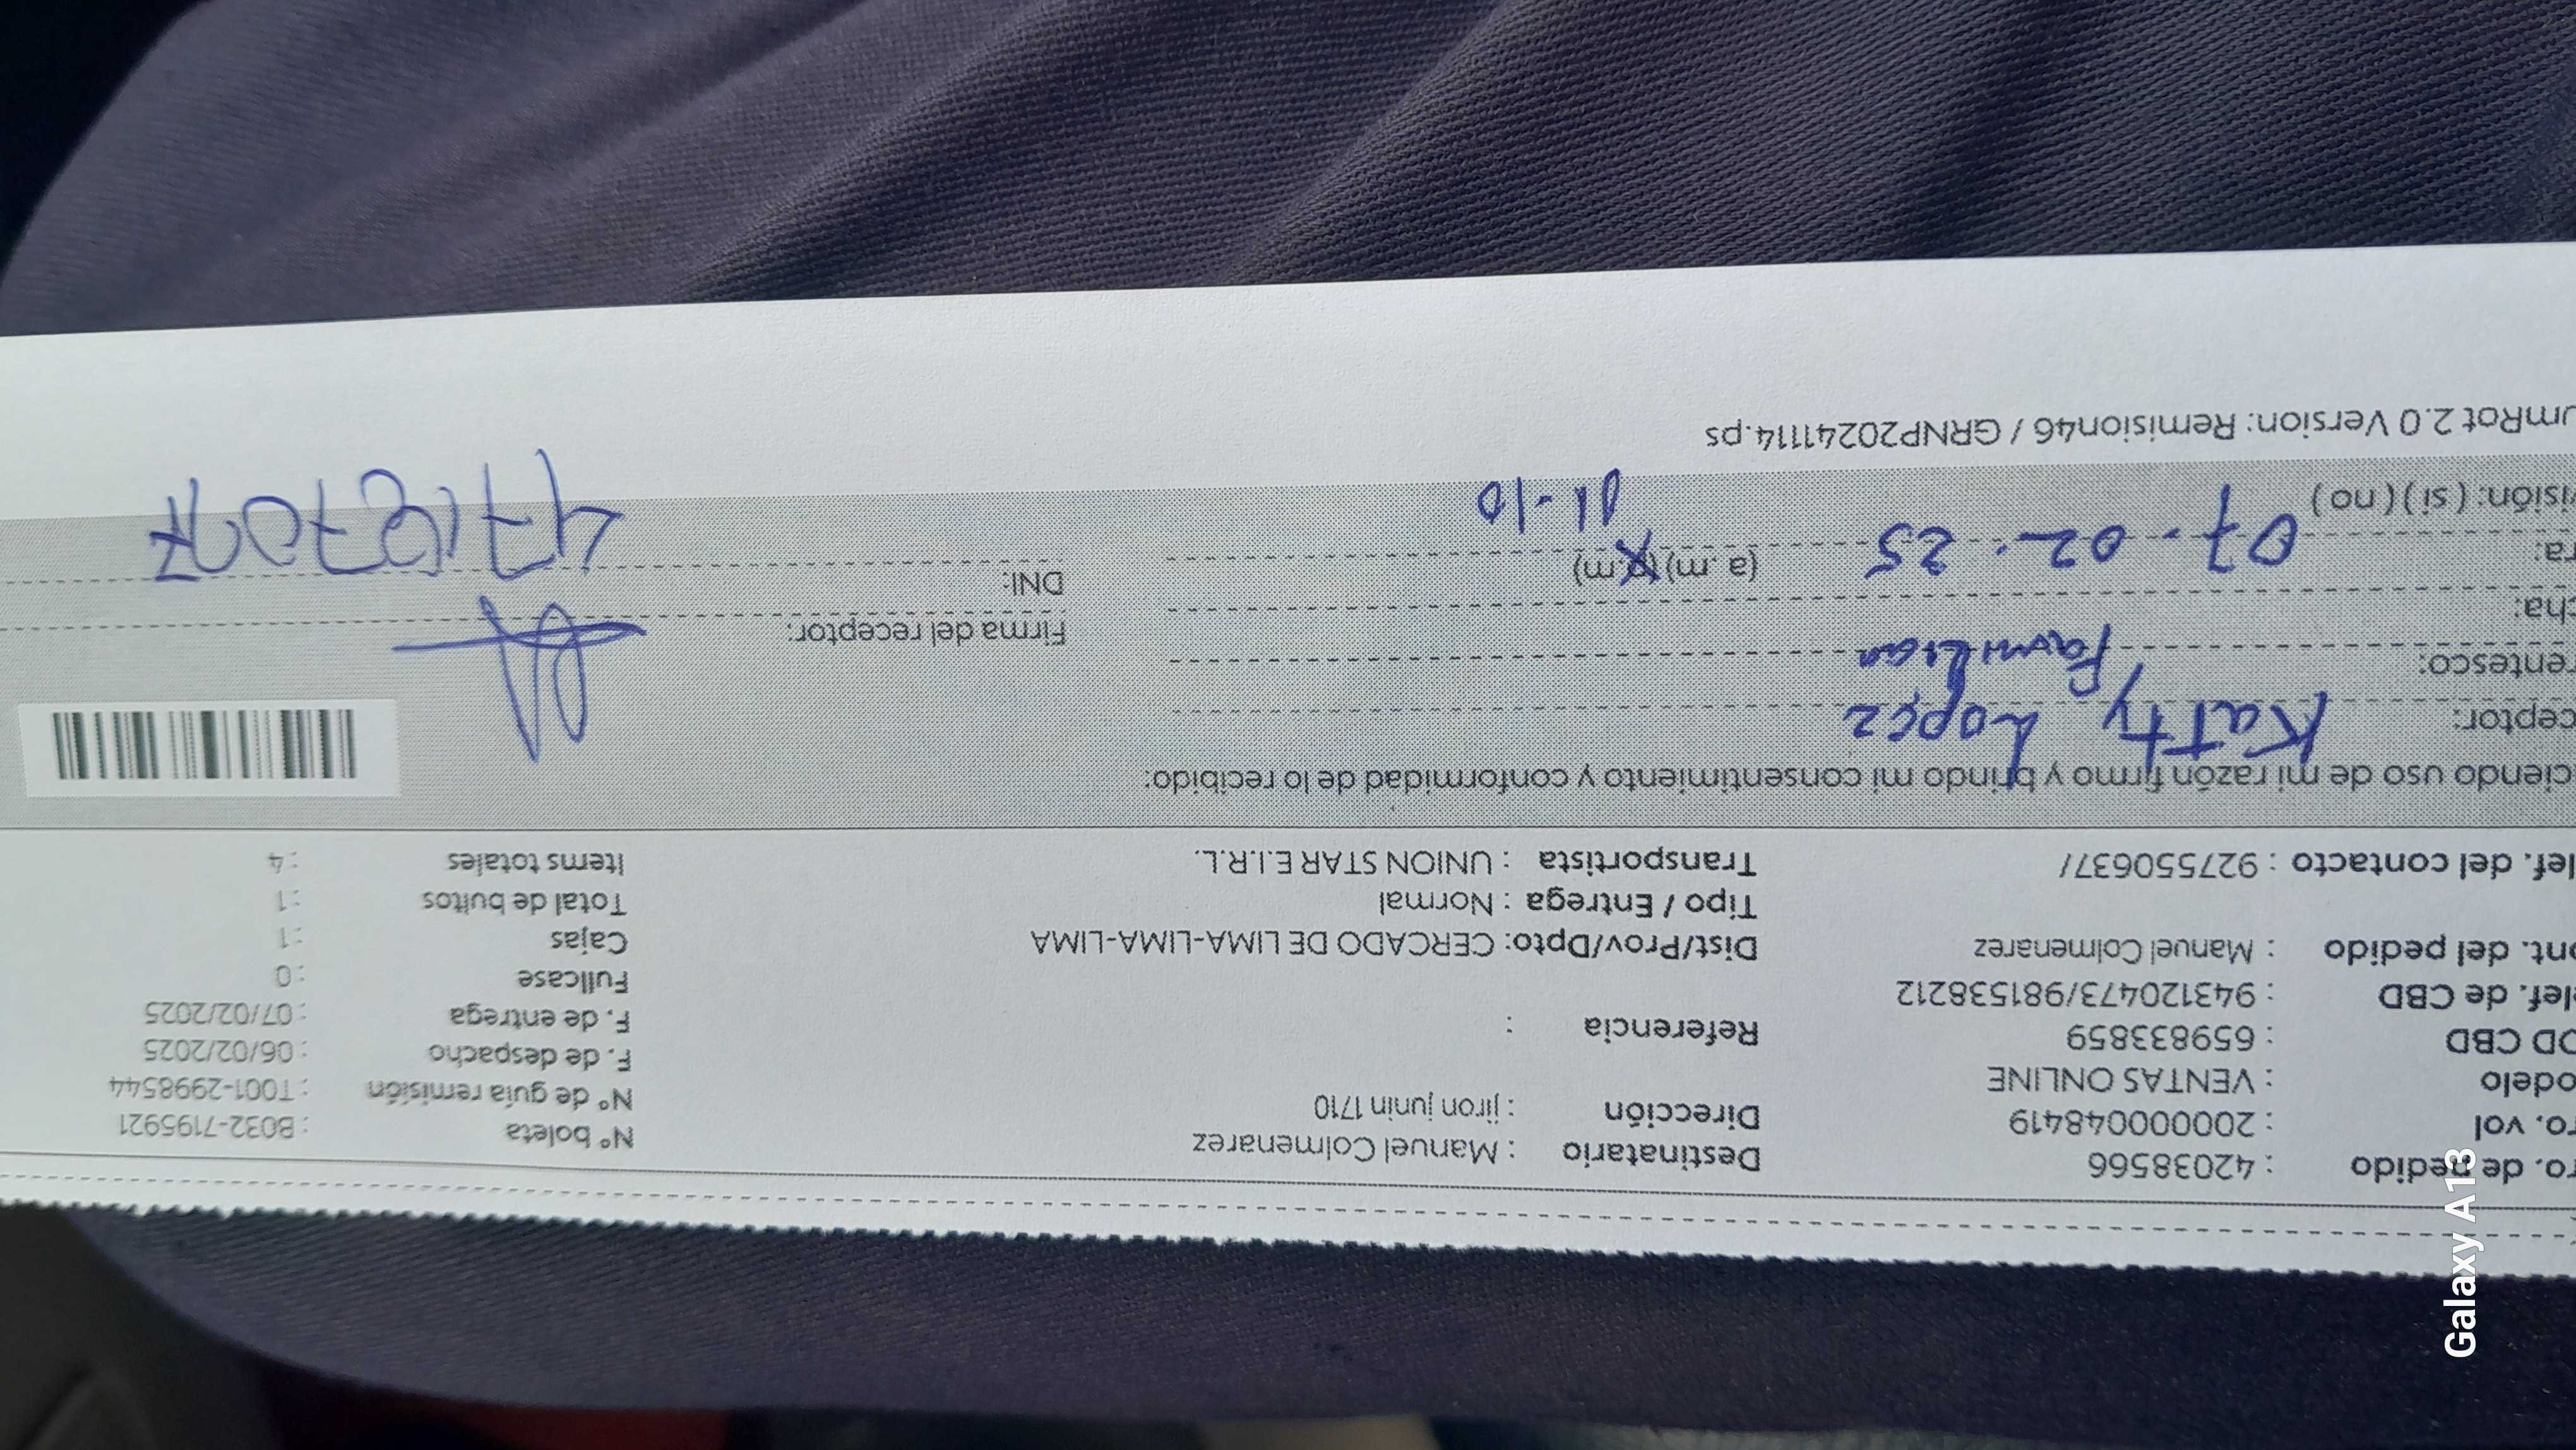 ro. de pedido : 42038566 Destinatario : Manuel Colmenarez Nº boleta : B032-7195921
ro. vol : 20000048419 Dirección : jiron junin 1710 Nº de guía remisión : T001-2998544
odelo : VENTAS ONLINE F. de despacho : 06/02/2025
OD CBD : 659833859 Referencia : F. de entrega : 07/02/2025
lef. de CBD : 943120473/981538212 Fullcase : 0
ont. del pedido : Manuel Colmenarez Dist/Prov/Dpto: CERCADO DE LIMA-LIMA-LIMA Cajas : 1
Tipo / Entrega : Normal Total de bultos : 1
lef. del contacto : 927550637/ Transportista : UNION STAR E.I.R.L. Items totales : 4
ciendo uso de mi razón firmo y brindo mi consentimiento y conformidad de lo recibido:
ceptor: Katty Lopez
entesco: Familiar Firma del receptor:
cha: 07.02.25 DNI:
ra: (a.m) (p.m) 11-10
isión: ( si ) ( no )
umRot 2.0 Version: Remision46 / GRNP20241114.ps
Galaxy A13